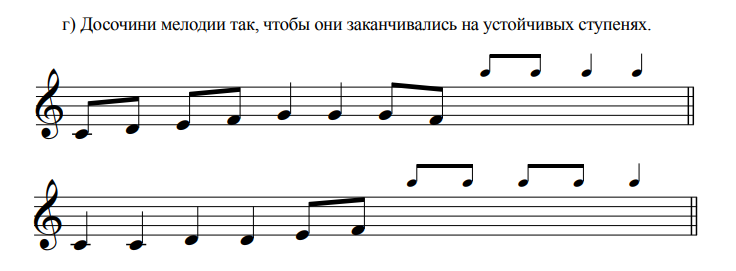 г) Досочини мелодии так, чтобы они заканчивались на устойчивых ступенях.